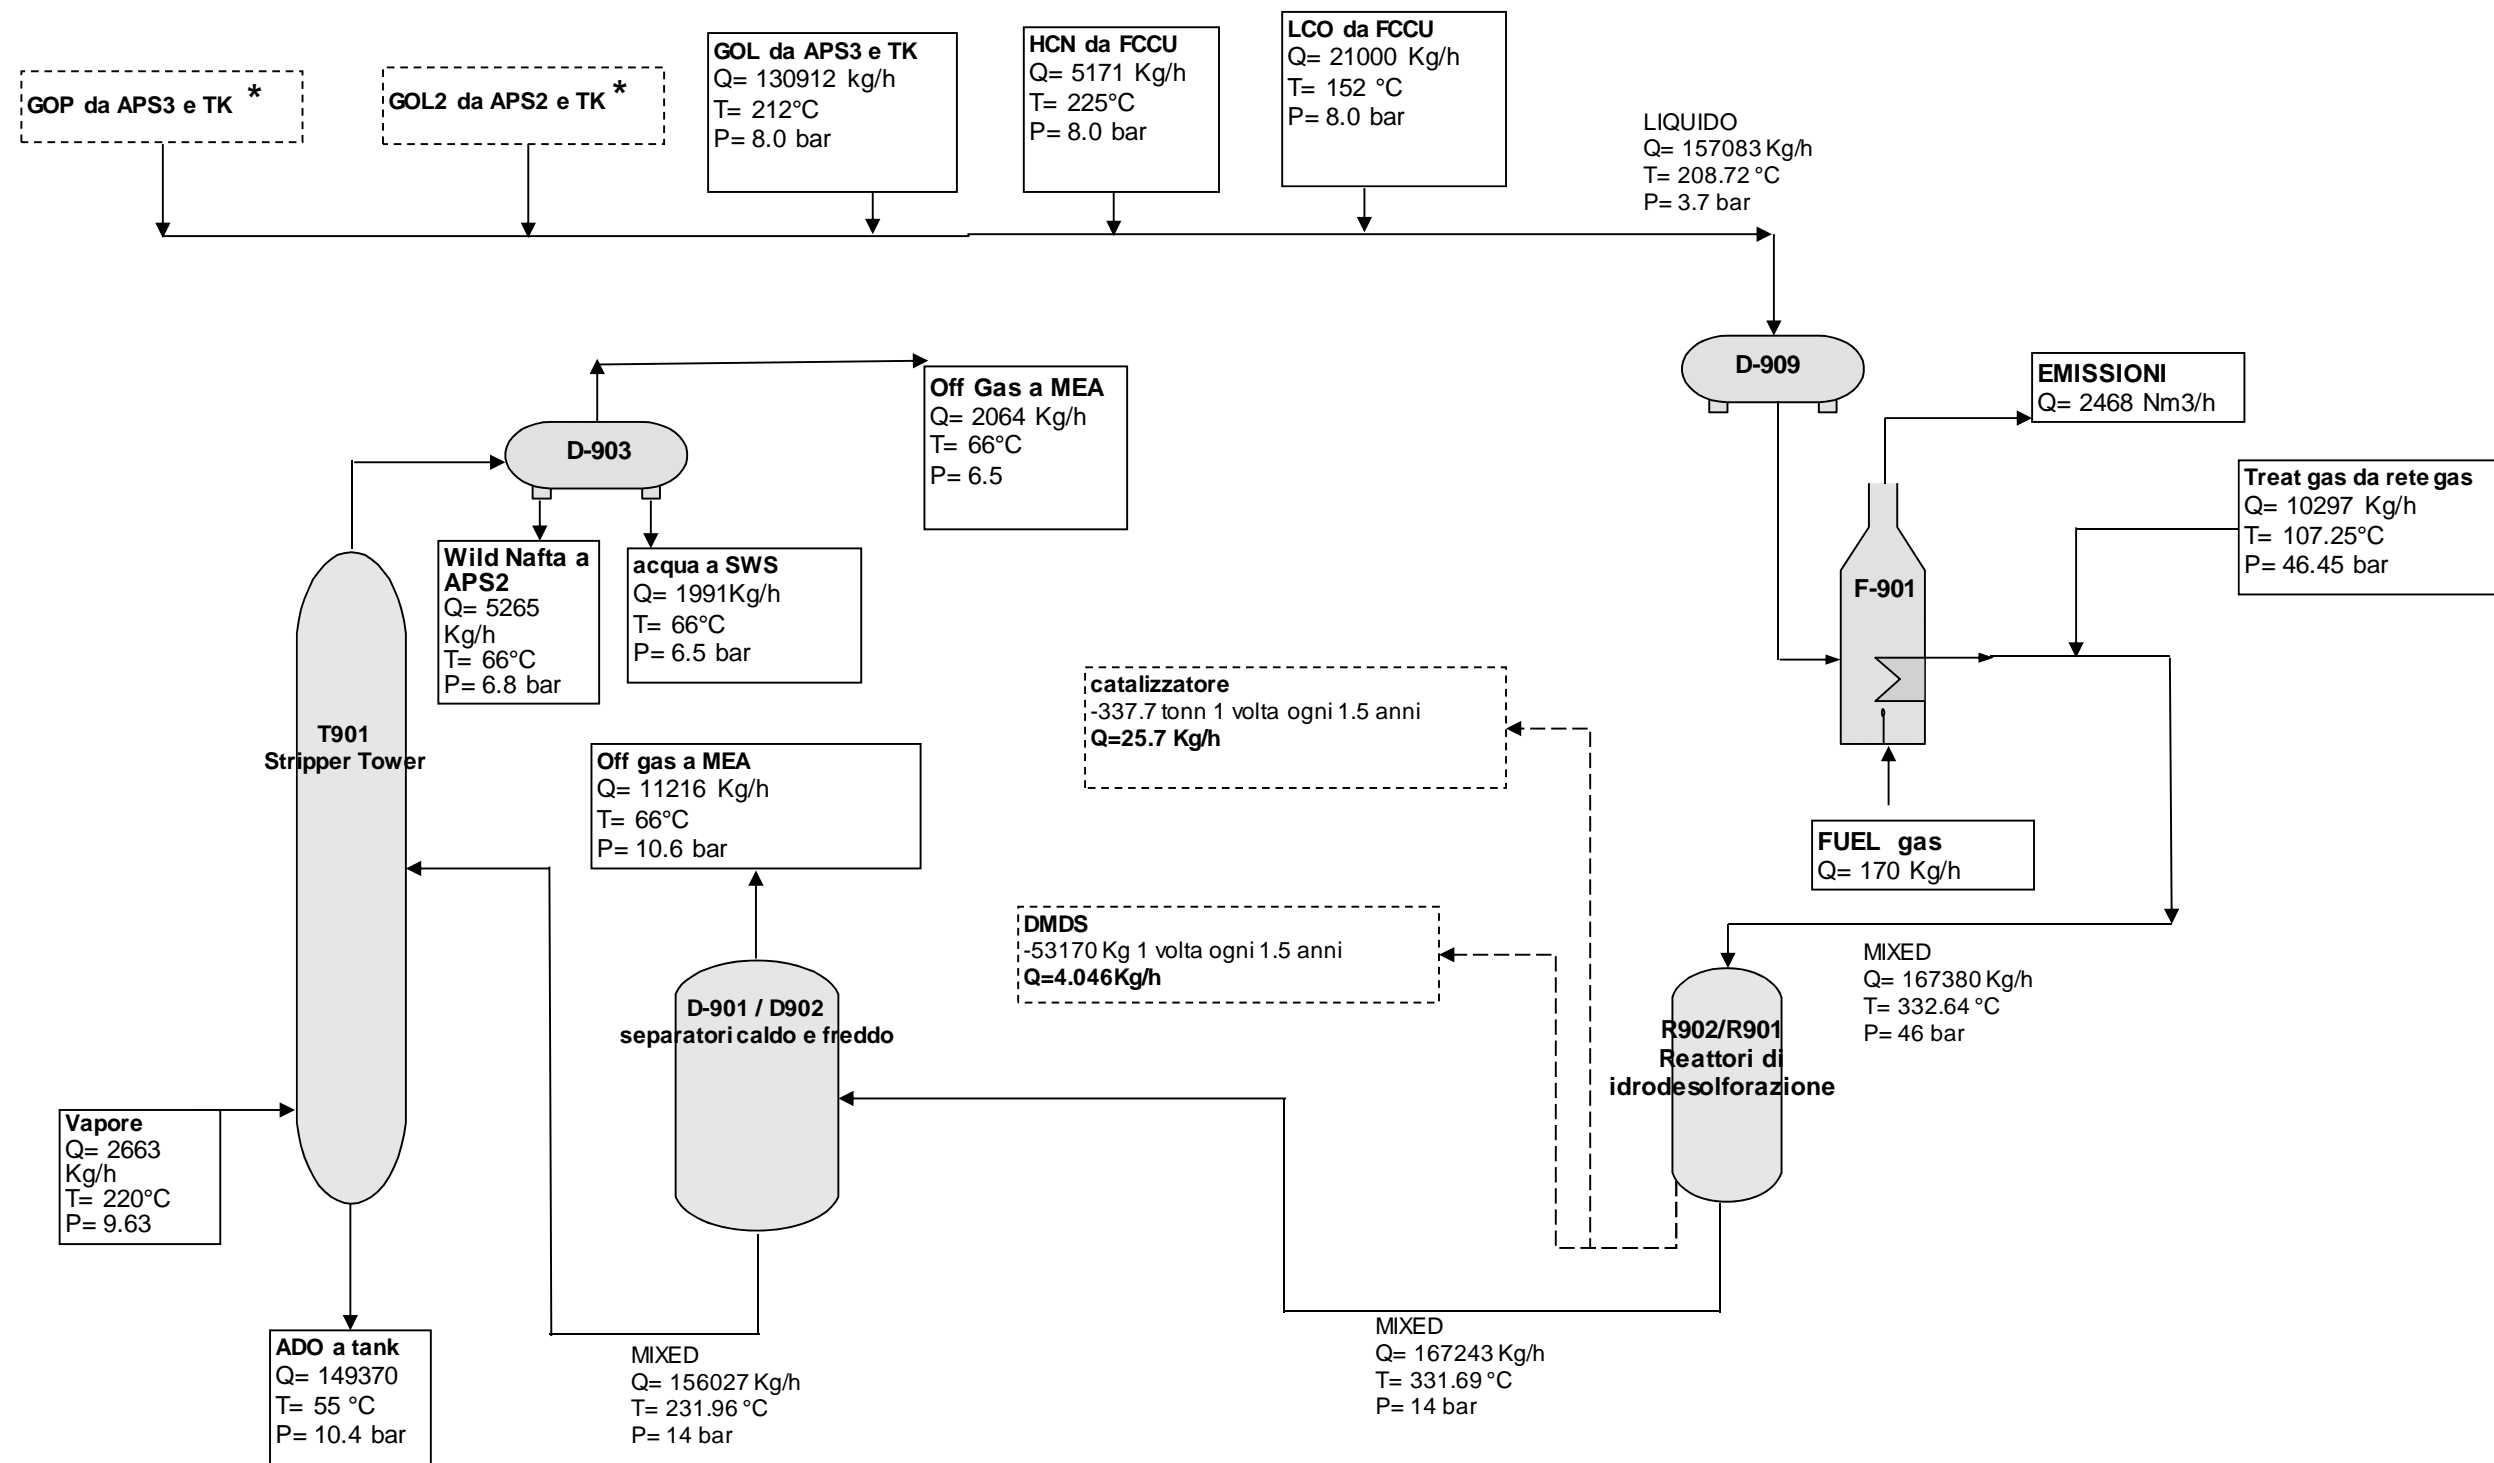 GOP da APS3 e TK *
GOL2 da APS2 e TK *
GOL da APS3 e TK
Q= 130912 kg/h
T= 212°C
P= 8.0 bar
HCN da FCCU
Q= 5171 Kg/h
T= 225°C
P= 8.0 bar
LCO da FCCU
Q= 21000 Kg/h
T= 152 °C
P= 8.0 bar
LIQUIDO
Q= 157083 Kg/h
T= 208.72 °C
P= 3.7 bar
D-909
EMISSIONI
Q= 2468 Nm3/h
Off Gas a MEA
Q= 2064 Kg/h
T= 66°C
P= 6.5
D-903
Treat gas da rete gas
Q= 10297 Kg/h
T= 107.25°C
P= 46.45 bar
Wild Nafta a
APS2
Q= 5265
Kg/h
T= 66°C
P= 6.8 bar
acqua a SWS
Q= 1991Kg/h
T= 66°C
P= 6.5 bar
F-901
catalizzatore
-337.7 tonn 1 volta ogni 1.5 anni
Q=25.7 Kg/h
T901
Stripper Tower
Off gas a MEA
Q= 11216 Kg/h
T= 66°C
P= 10.6 bar
FUEL gas
Q= 170 Kg/h
DMDS
-53170 Kg 1 volta ogni 1.5 anni
Q=4.046Kg/h
MIXED
Q= 167380 Kg/h
T= 332.64 °C
P= 46 bar
D-901 / D902
separatori caldo e freddo
R902/R901
Reattori di
idrodesolforazione
Vapore
Q= 2663
Kg/h
T= 220°C
P= 9.63
ADO a tank
Q= 149370
T= 55 °C
P= 10.4 bar
MIXED
Q= 156027 Kg/h
T= 231.96 °C
P= 14 bar
MIXED
Q= 167243 Kg/h
T= 331.69 °C
P= 14 bar